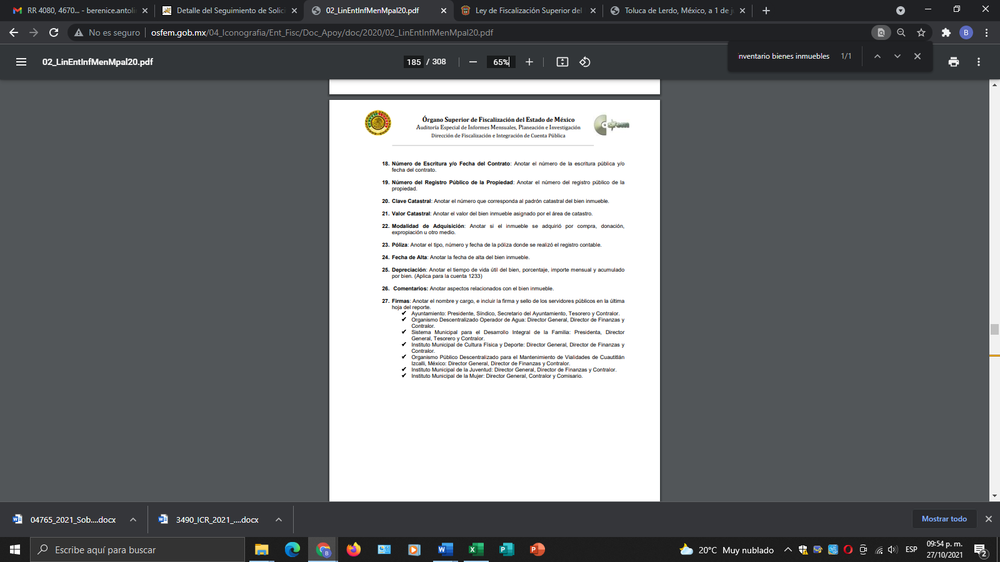 RR 4080, 4670... - berenice.antoli
Detalle del Seguimiento de Solici
02_LinEntInfMenMpal20.pdf
Ley de Fiscalización Superior del
Toluca de Lerdo, México, a 1 de j
No es seguro
osfem.gob.mx/04_Iconografia/Ent_Fisc/Doc_Apoy/doc/2020/02_LinEntInfMenMpal20.pdf
B
02_LinEntInfMenMpal20.pdf
185 / 308
65%
inventario bienes inmuebles 1/1
Órgano Superior de Fiscalización del Estado de México
Auditoría Especial de Informes Mensuales, Planeación e Investigación
Dirección de Fiscalización e Integración de Cuenta Pública
osfem
18. Número de Escritura y/o Fecha del Contrato: Anotar el número de la escritura pública y/o
fecha del contrato.
19. Número del Registro Público de la Propiedad: Anotar el número del registro público de la
propiedad.
20. Clave Catastral: Anotar el número que corresponda al padrón catastral del bien inmueble.
21. Valor Catastral: Anotar el valor del bien inmueble asignado por el área de catastro.
22. Modalidad de Adquisición: Anotar si el inmueble se adquirió por compra, donación,
expropiación u otro medio.
23. Póliza: Anotar el tipo, número y fecha de la póliza donde se realizó el registro contable.
24. Fecha de Alta: Anotar la fecha de alta del bien inmueble.
25. Depreciación: Anotar el tiempo de vida útil del bien, porcentaje, importe mensual y acumulado
por bien. (Aplica para la cuenta 1233)
26. Comentarios: Anotar aspectos relacionados con el bien inmueble.
27. Firmas: Anotar el nombre y cargo, e incluir la firma y sello de los servidores públicos en la última
hoja del reporte.
✓ Ayuntamiento: Presidente, Síndico, Secretario del Ayuntamiento, Tesorero y Contralor.
✓ Organismo Descentralizado Operador de Agua: Director General, Director de Finanzas y
Contralor.
✓ Sistema Municipal para el Desarrollo Integral de la Familia: Presidenta, Director
General, Tesorero y Contralor.
✓ Instituto Municipal de Cultura Física y Deporte: Director General, Director de Finanzas y
Contralor.
✓ Organismo Público Descentralizado para el Mantenimiento de Vialidades de Cuautitlán
Izcalli, México: Director General, Director de Finanzas y Contralor.
✓ Instituto Municipal de la Juventud: Director General, Director de Finanzas y Contralor.
✓ Instituto Municipal de la Mujer: Director General, Contralor y Comisario.
04765_2021_Sob....docx
3490_ICR_2021_....docx
Mostrar todo
Escribe aquí para buscar
20°C Muy nublado
ESP
09:54 p. m.
27/10/2021
2